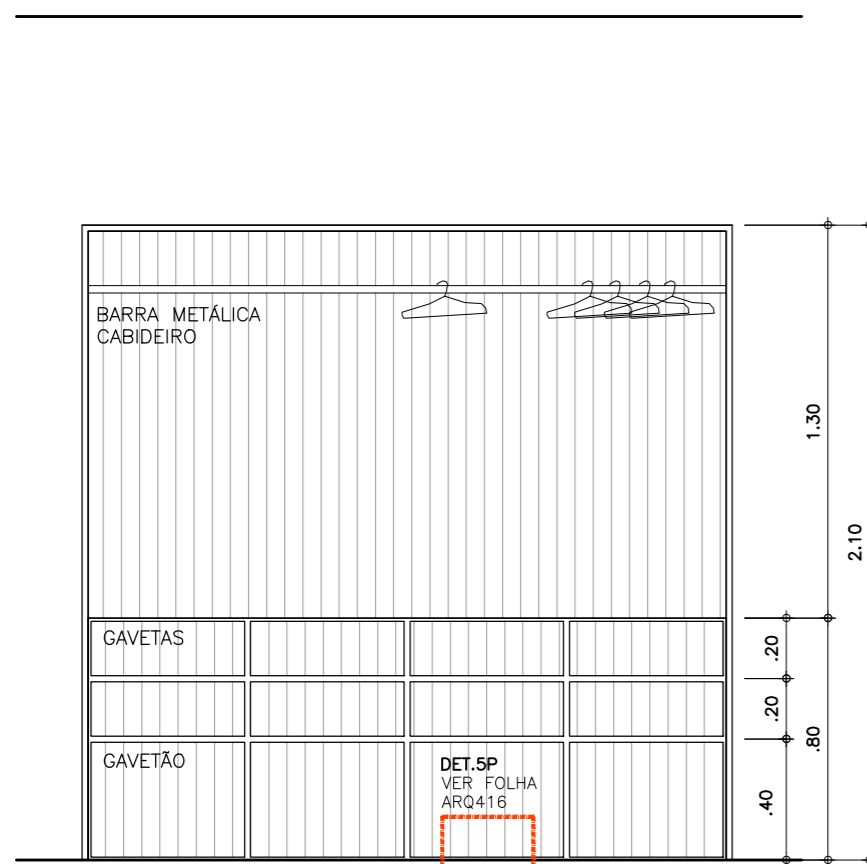 BARRA METÁLICA
CABIDEIRO
1.30
2.10
GAVETAS
.20
.20
.80
GAVETÃO
DET.5P
VER FOLHA
ARQ416
.40